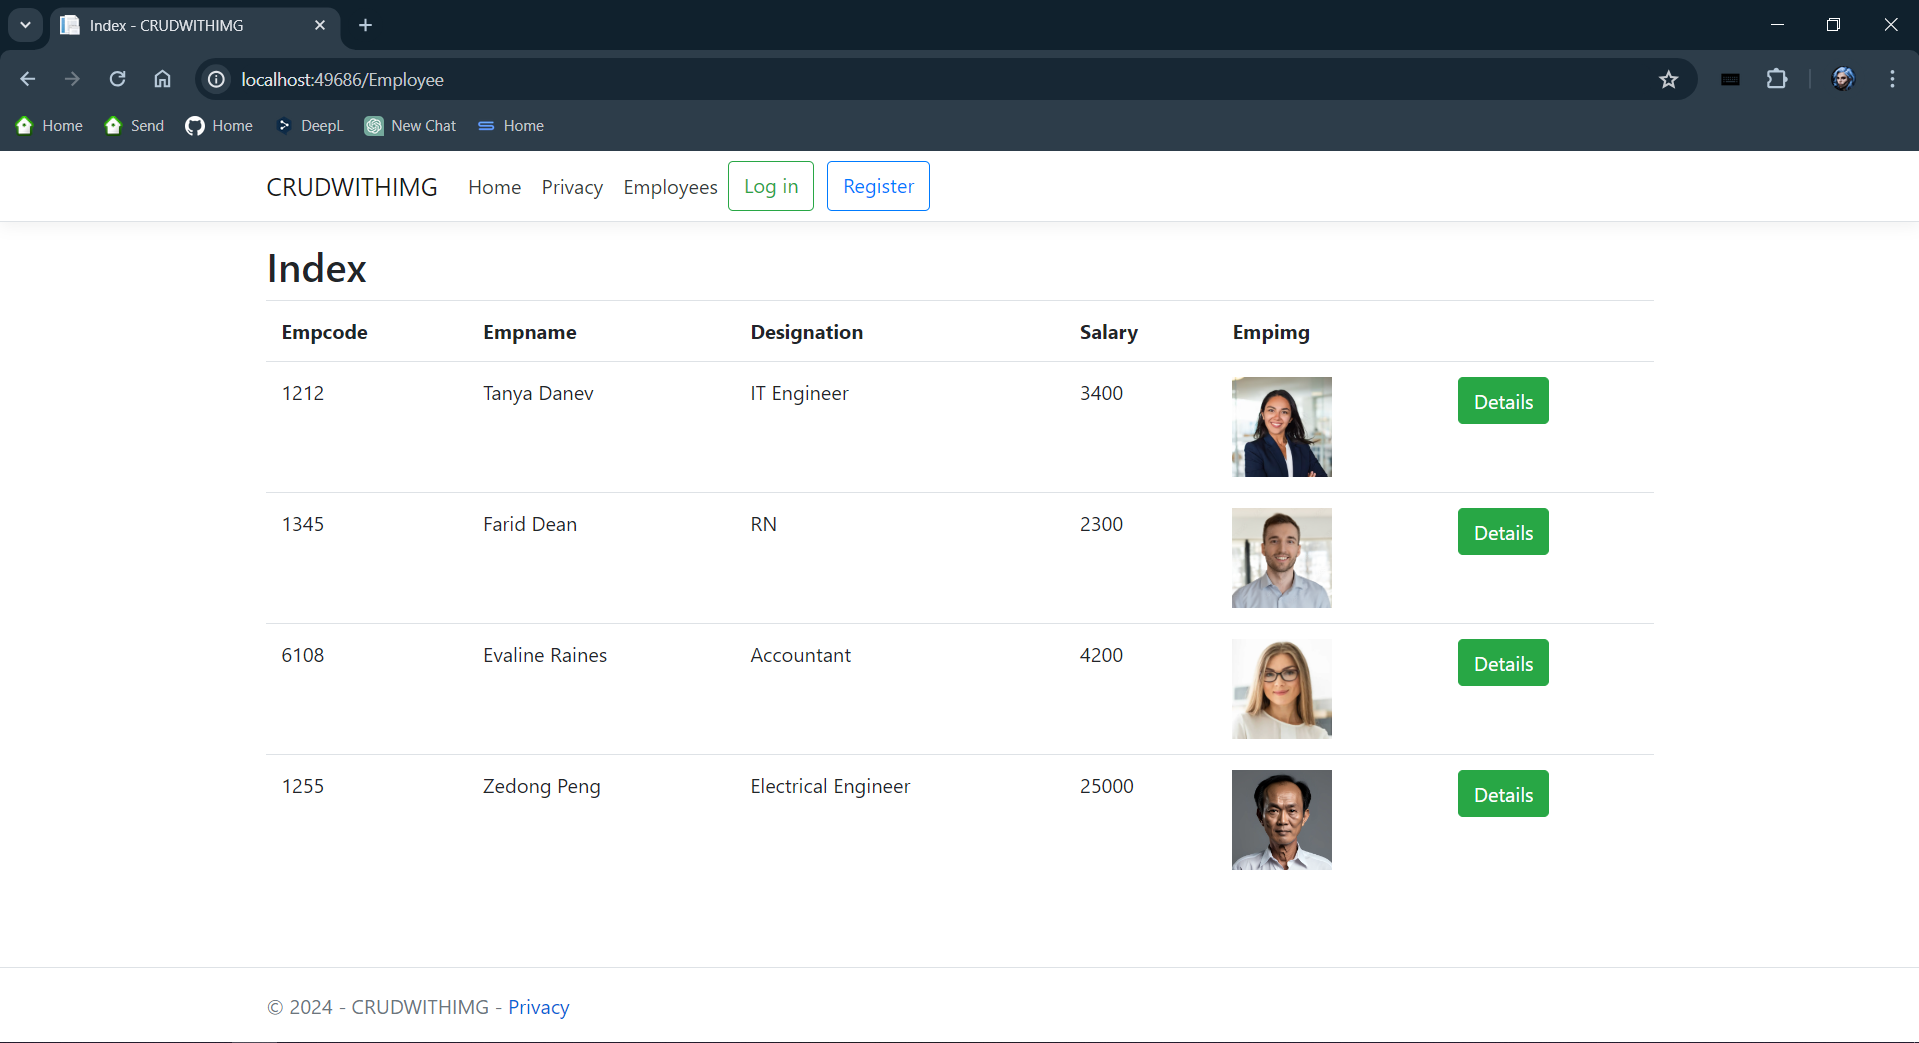 Index - CRUDWITHIMG
localhost:49686/Employee
Home Send Home DeepL New Chat Home
CRUDWITHIMG Home Privacy Employees Log in Register
Index
Empcode Empname Designation Salary Empimg
1212 Tanya Danev IT Engineer 3400 Details
1345 Farid Dean RN 2300 Details
6108 Evaline Raines Accountant 4200 Details
1255 Zedong Peng Electrical Engineer 25000 Details
© 2024 - CRUDWITHIMG - Privacy